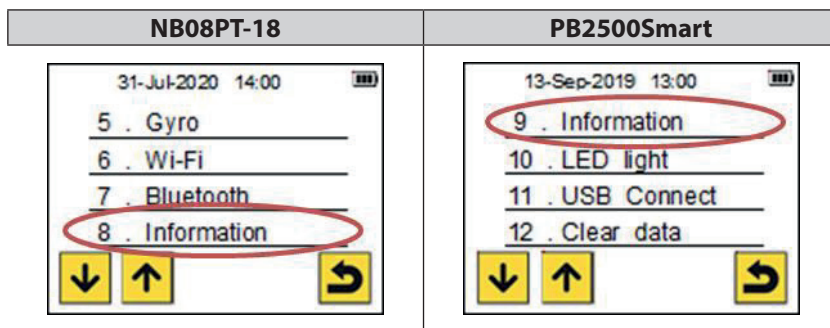 NB08PT-18
PB2500Smart
31-Jul-2020 14:00
5 . Gyro
6 . Wi-Fi
7 . Bluetooth
8 . Information
13-Sep-2019 13:00
9 . Information
10 . LED light
11 . USB Connect
12 . Clear data